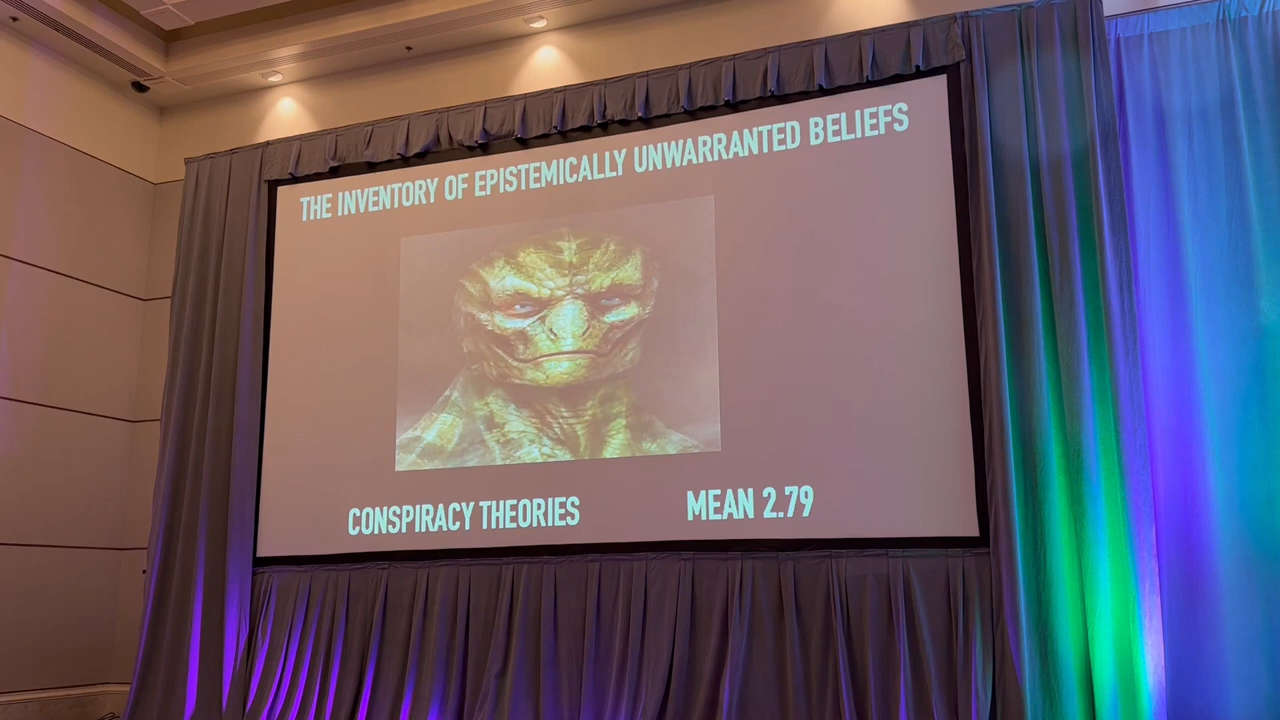 THE INVENTORY OF EPISTEMICALLY UNWARRANTED BELIEFS
CONSPIRACY THEORIES
MEAN 2.79